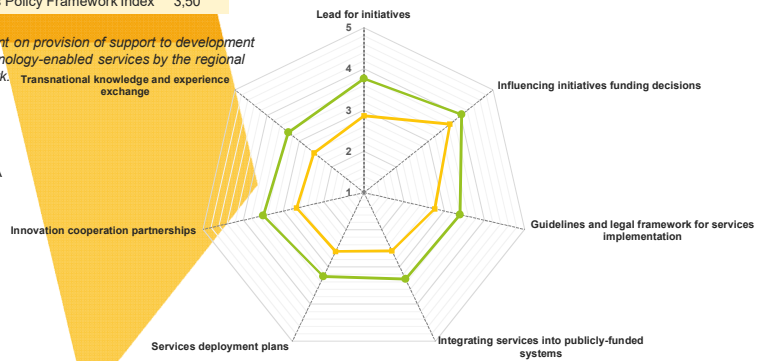 Policy Framework Index 3,50
nt on provision of support to development
nology-enabled services by the regional
k.
Lead for initiatives
5
4
3
2
1
Influencing initiatives funding decisions
Guidelines and legal framework for services
implementation
Integrating services into publicly-funded
systems
Services deployment plans
Innovation cooperation partnerships
Transnational knowledge and experience
exchange